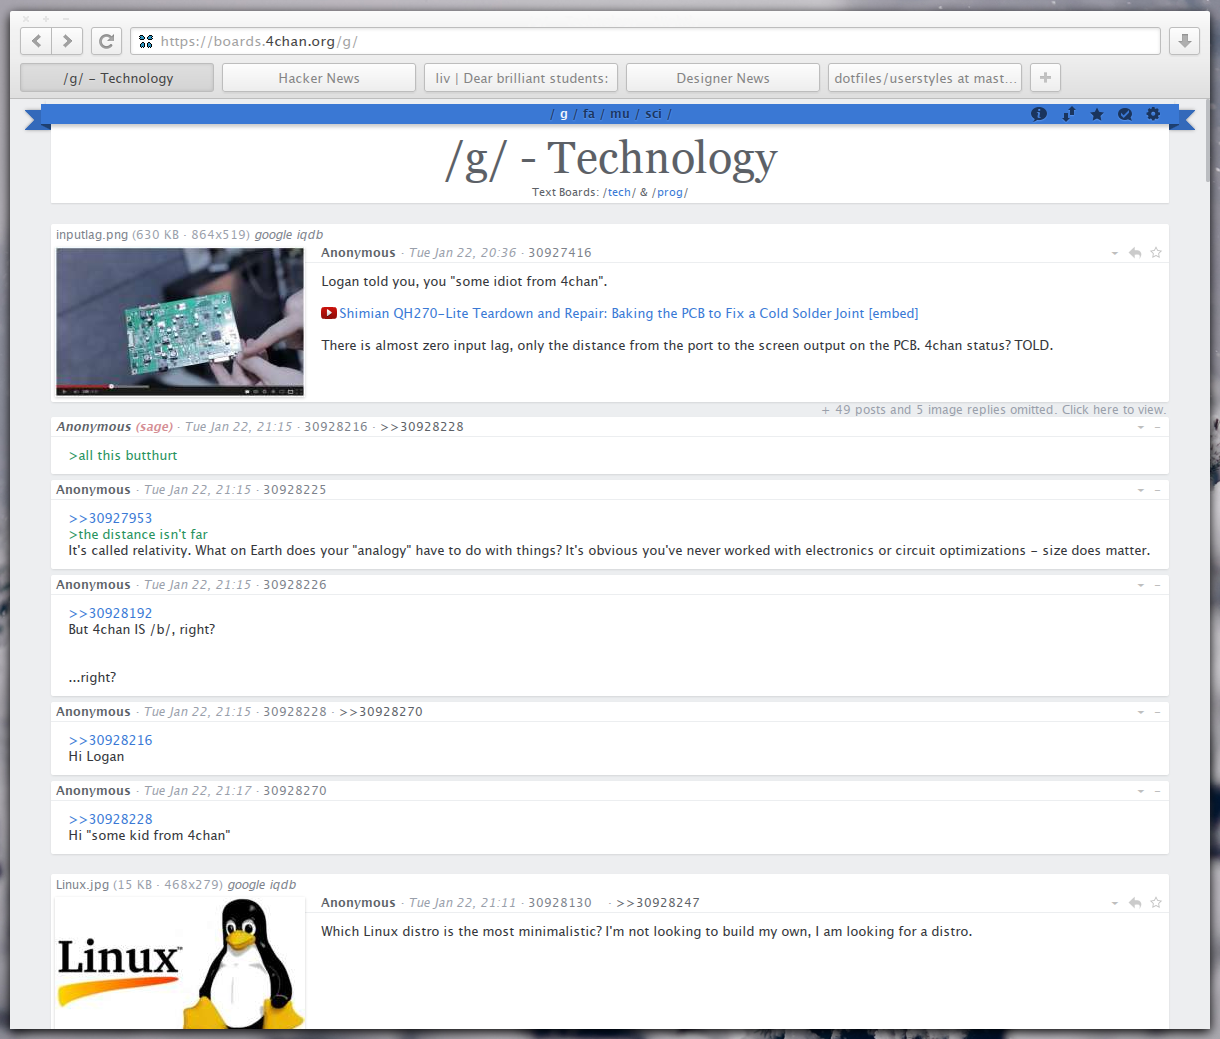 https://boards.4chan.org/g/
/g/ – Technology
Hacker News
liv | Dear brilliant students:
Designer News
dotfiles/userstyles at mast...
/ g / fa / mu / sci /
/g/ - Technology
Text Boards: /tech/ & /prog/
inputlag.png (630 KB - 864x519) google iqdb
Anonymous - Tue Jan 22, 20:36 - 30927416
Logan told you, you "some idiot from 4chan".
Shimian QH270-Lite Teardown and Repair: Baking the PCB to Fix a Cold Solder Joint [embed]
There is almost zero input lag, only the distance from the port to the screen output on the PCB. 4chan status? TOLD.
+ 49 posts and 5 image replies omitted. Click here to view.
Anonymous (sage) - Tue Jan 22, 21:15 - 30928216 - >>30928228
>all this butthurt
Anonymous - Tue Jan 22, 21:15 - 30928225
>>30927953
>the distance isn't far
It's called relativity. What on Earth does your "analogy" have to do with things? It's obvious you've never worked with electronics or circuit optimizations – size does matter.
Anonymous - Tue Jan 22, 21:15 - 30928226
>>30928192
But 4chan IS /b/, right?
...right?
Anonymous - Tue Jan 22, 21:15 - 30928228 - >>30928270
>>30928216
Hi Logan
Anonymous - Tue Jan 22, 21:17 - 30928270
>>30928228
Hi "some kid from 4chan"
Linux.jpg (15 KB - 468x279) google iqdb
Anonymous - Tue Jan 22, 21:11 - 30928130 - >>30928247
Which Linux distro is the most minimalistic? I'm not looking to build my own, I am looking for a distro.
Linux™